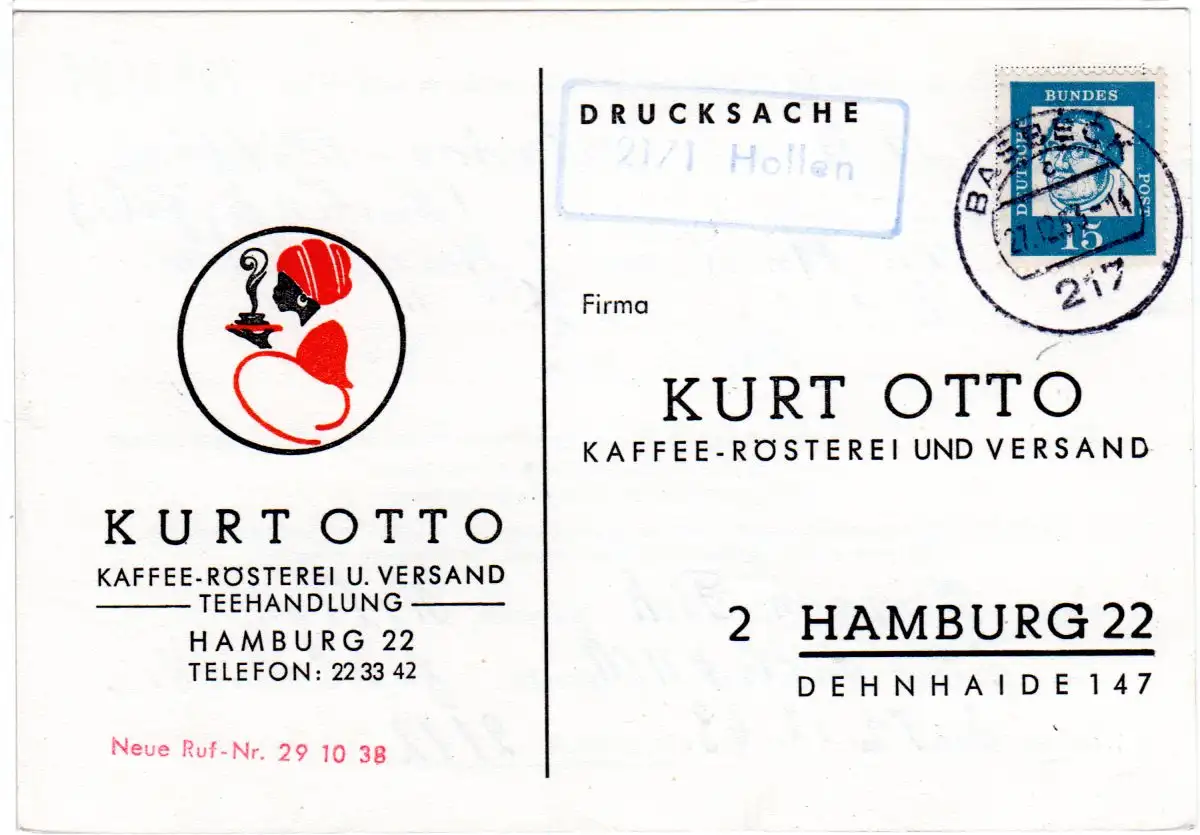 KURT OTTO
KAFFEE-RÖSTEREI U. VERSAND
TEEHANDLUNG
HAMBURG 22
TELEFON: 22 33 42
Neue Ruf-Nr. 29 10 38
DRUCKSACHE
2171 Hollen
DEUTSCHE
BUNDES
POST
15
BASBECK
c
217
Firma
KURT OTTO
KAFFEE-RÖSTEREI UND VERSAND
2 HAMBURG 22
DEHNHAIDE 147